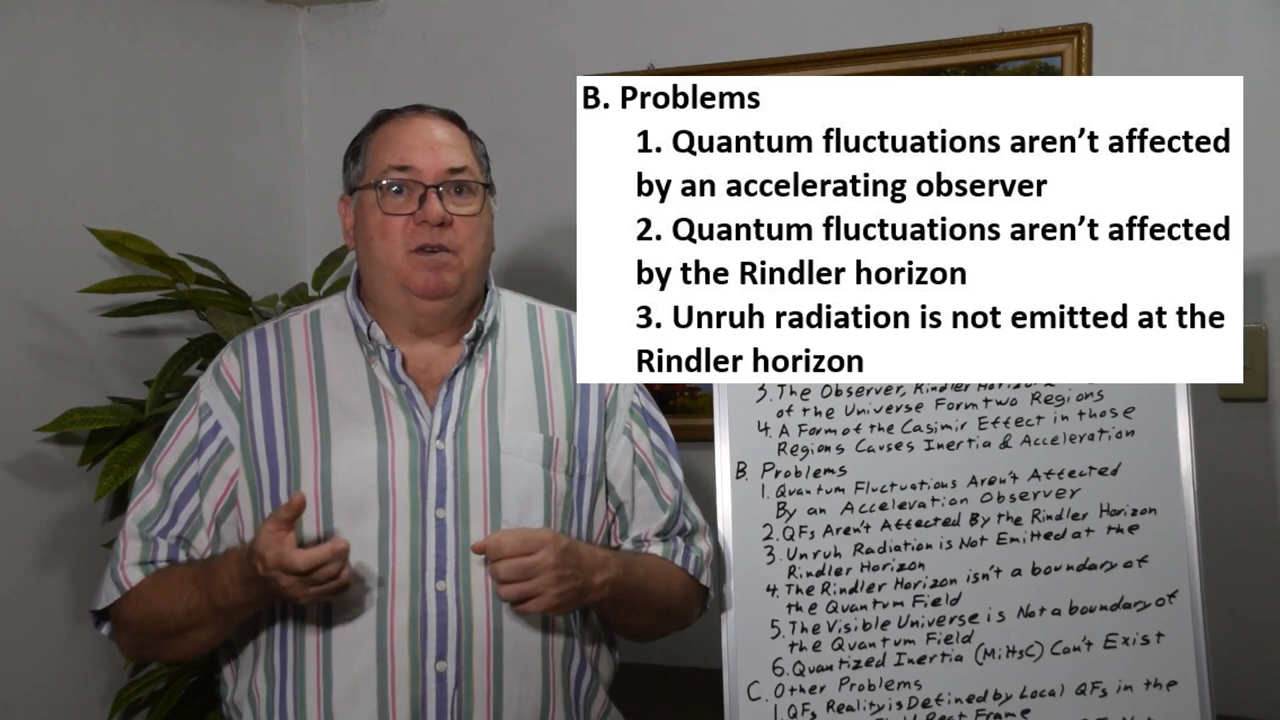 B. Problems
1. Quantum fluctuations aren’t affected
by an accelerating observer
2. Quantum fluctuations aren’t affected
by the Rindler horizon
3. Unruh radiation is not emitted at the
Rindler horizon
3. The Observer, Rindler Horizon
of the Universe Form two Regions
4. A Form of the Casimir Effect in those
Regions Causes Inertia & Acceleration
B. Problems
1. Quantum Fluctuations Aren't Affected
By an Acceleration Observer
2. QFs Aren't Affected By the Rindler Horizon
3. Unruh Radiation is Not Emitted at the
Rindler Horizon
4. The Rindler Horizon isn't a boundary of
the Quantum Field
5. The Visible Universe is Not a boundary of
the Quantum Field
6. Quantized Inertia (MiHsC) Can't Exist
C. Other Problems
1. QFs Reality is Defined by Local QFs in the
Field Rest Frame